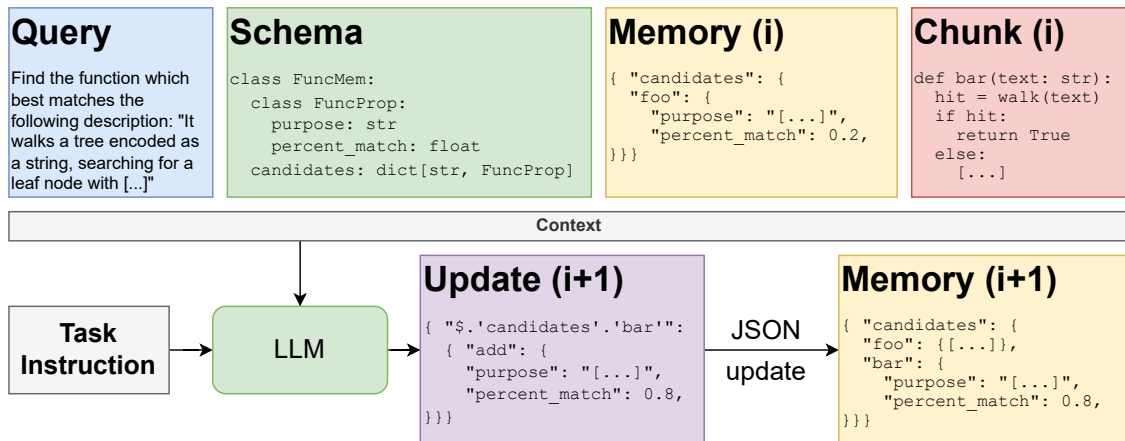 Query
Find the function which
best matches the
following description: "It
walks a tree encoded as
a string, searching for a
leaf node with [...]"
Schema
class FuncMem:
  class FuncProp:
    purpose: str
    percent_match: float
  candidates: dict[str, FuncProp]
Memory (i)
{ "candidates": {
  "foo": {
    "purpose": "[...]",
    "percent_match": 0.2,
}}}
Chunk (i)
def bar(text: str):
  hit = walk(text)
  if hit:
    return True
  else:
    [...]
Context
Task
Instruction
LLM
Update (i+1)
{ "$.'candidates'.'bar'":
  { "add": {
    "purpose": "[...]",
    "percent_match": 0.8,
}}}
JSON
update
Memory (i+1)
{ "candidates": {
  "foo": {[...]},
  "bar": {
    "purpose": "[...]",
    "percent_match": 0.8,
}}}